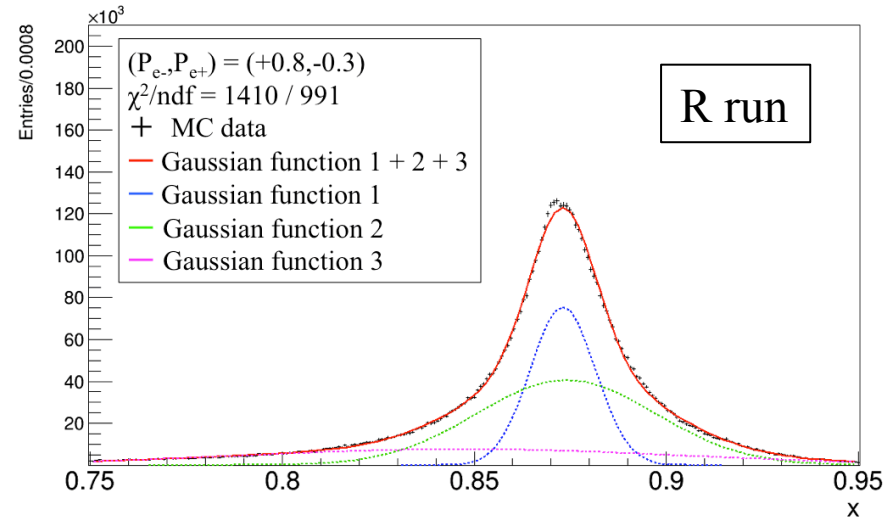 ×10³
Entries/0.0008
200
180
160
140
120
100
80
60
40
20
(Pe-,Pe+) = (+0.8,-0.3)
χ²/ndf = 1410 / 991
MC data
Gaussian function 1 + 2 + 3
Gaussian function 1
Gaussian function 2
Gaussian function 3
R run
0.75
0.8
0.85
0.9
0.95
x